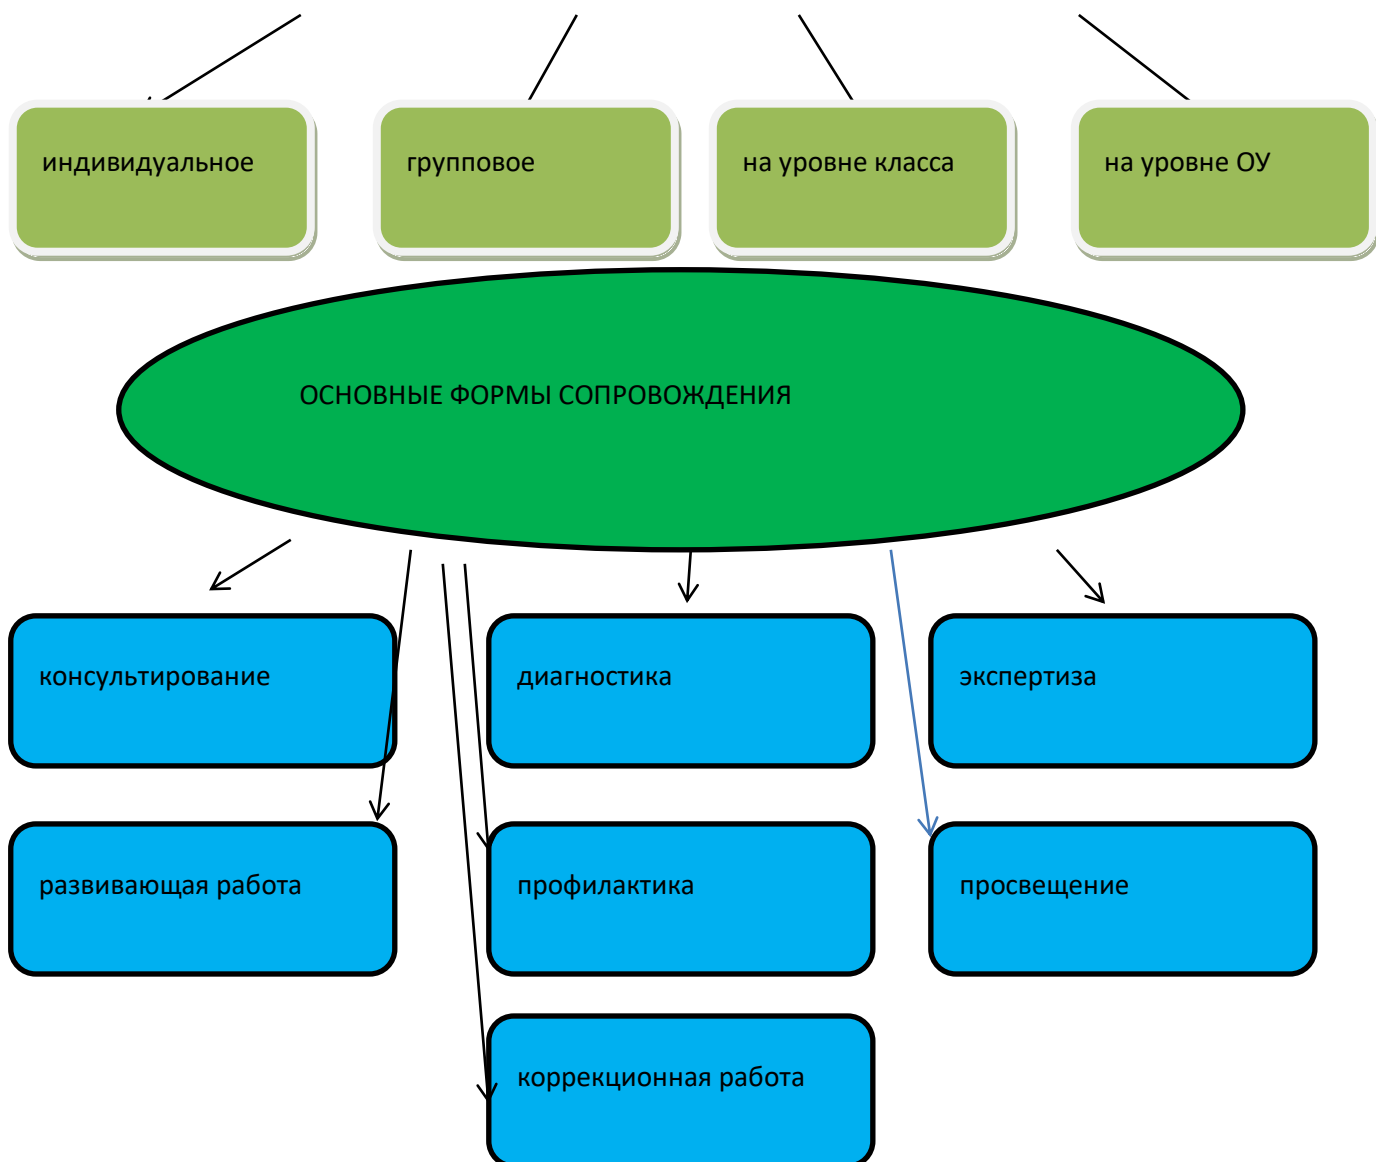 индивидуальное
групповое
на уровне класса
на уровне ОУ
ОСНОВНЫЕ ФОРМЫ СОПРОВОЖДЕНИЯ
консультирование
диагностика
экспертиза
развивающая работа
профилактика
просвещение
коррекционная работа